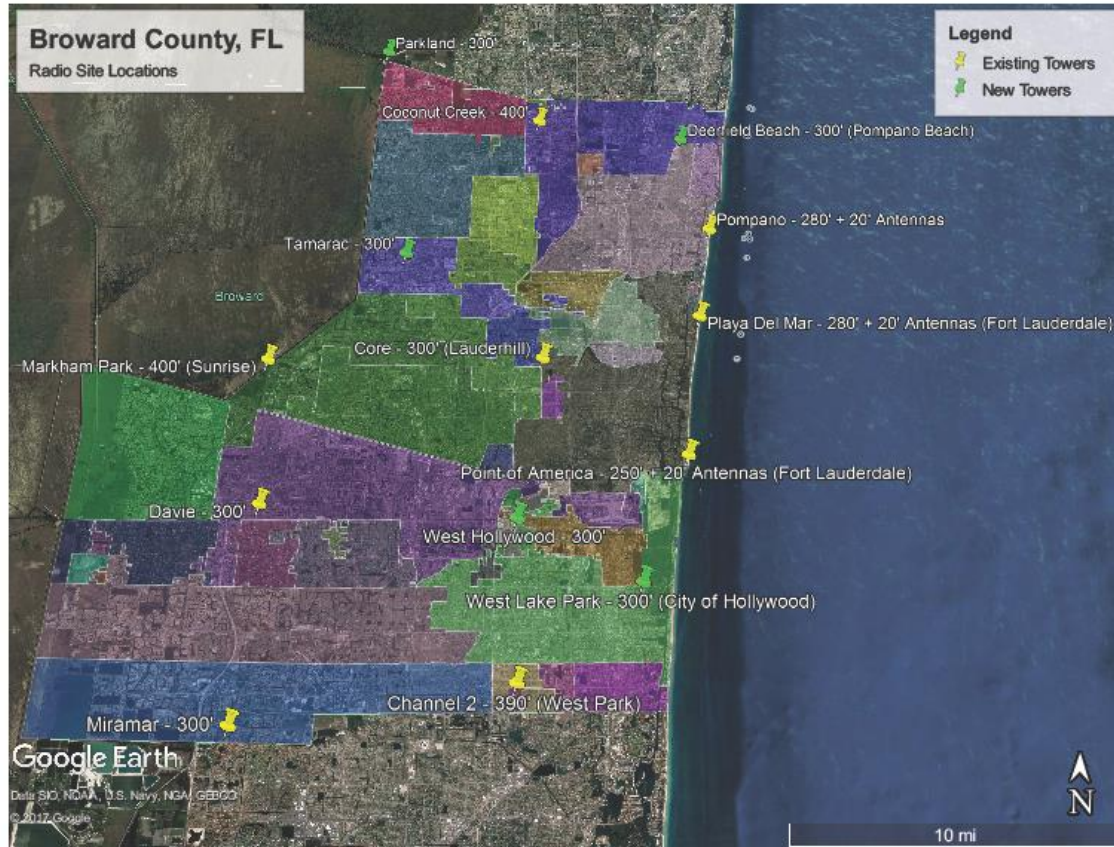 Broward County, FL
Radio Site Locations
Legend
Existing Towers
New Towers
Parkland - 300'
Coconut Creek - 400'
Deerfield Beach - 300' (Pompano Beach)
Pompano - 280' + 20' Antennas
Tamarac - 300'
Broward
Playa Del Mar - 280' + 20' Antennas (Fort Lauderdale)
Core - 300' (Lauderhill)
Markham Park - 400' (Sunrise)
Point of America - 250' + 20' Antennas (Fort Lauderdale)
Davie - 300'
West Hollywood - 300'
West Lake Park - 300' (City of Hollywood)
Channel 2 - 390' (West Park)
Miramar - 300'
Google Earth
Data SIO, NOAA, U.S. Navy, NGA, GEBCO
© 2017 Google
N
10 mi